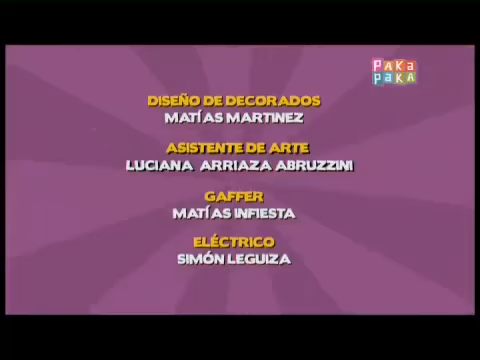 PAKA
PAKA
DISEÑO DE DECORADOS
MATÍAS MARTINEZ
ASISTENTE DE ARTE
LUCIANA ARRIAZA ABRUZZINI
GAFFER
MATÍAS INFIESTA
ELÉCTRICO
SIMÓN LEGUIZA